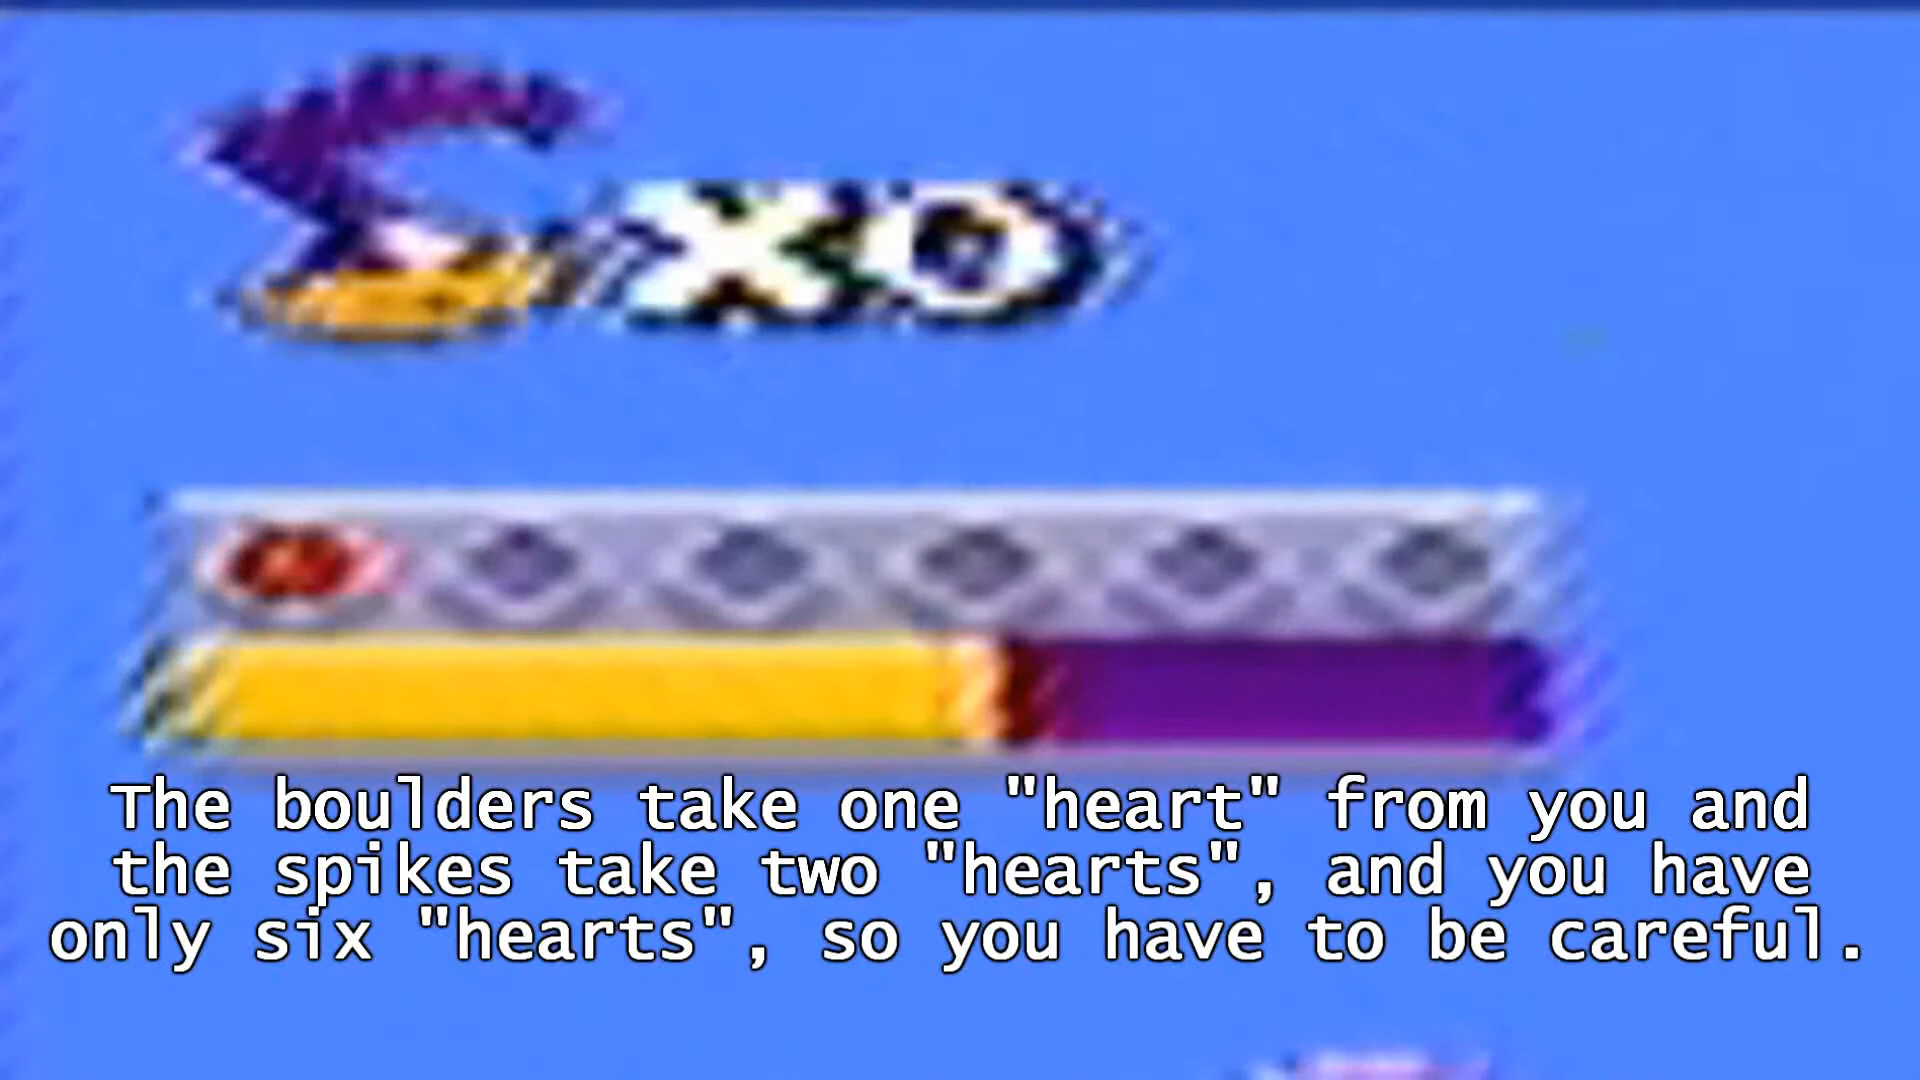 x0
The boulders take one "heart" from you and
the spikes take two "hearts", and you have
only six "hearts", so you have to be careful.